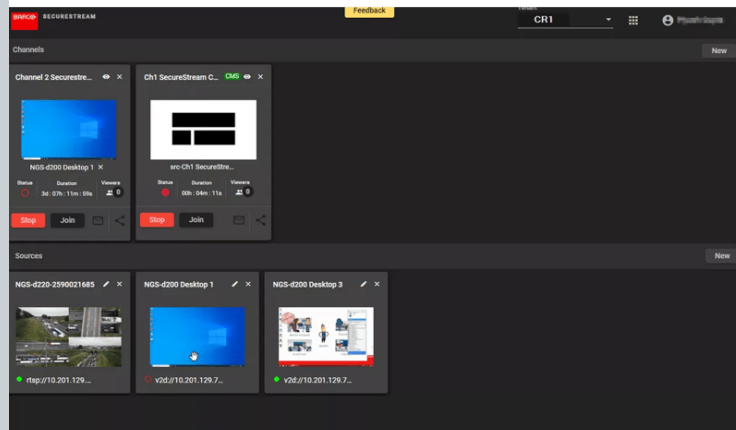 BARCO SECURESTREAM
Feedback
CR1
Channels
New
Channel 2 Securestre...
NGS-d200 Desktop 1
Status Duration Viewers
3d : 07h : 11m : 59s 0
Stop Join
Ch1 SecureStream C... CMS
src-Ch1 SecureStre...
Status Duration Viewers
00h : 04m : 11s 0
Stop Join
Sources
New
NGS-d220-2590021685
rtsp://10.201.129....
NGS-d200 Desktop 1
v2d://10.201.129.7...
NGS-d200 Desktop 3
v2d://10.201.129.7...